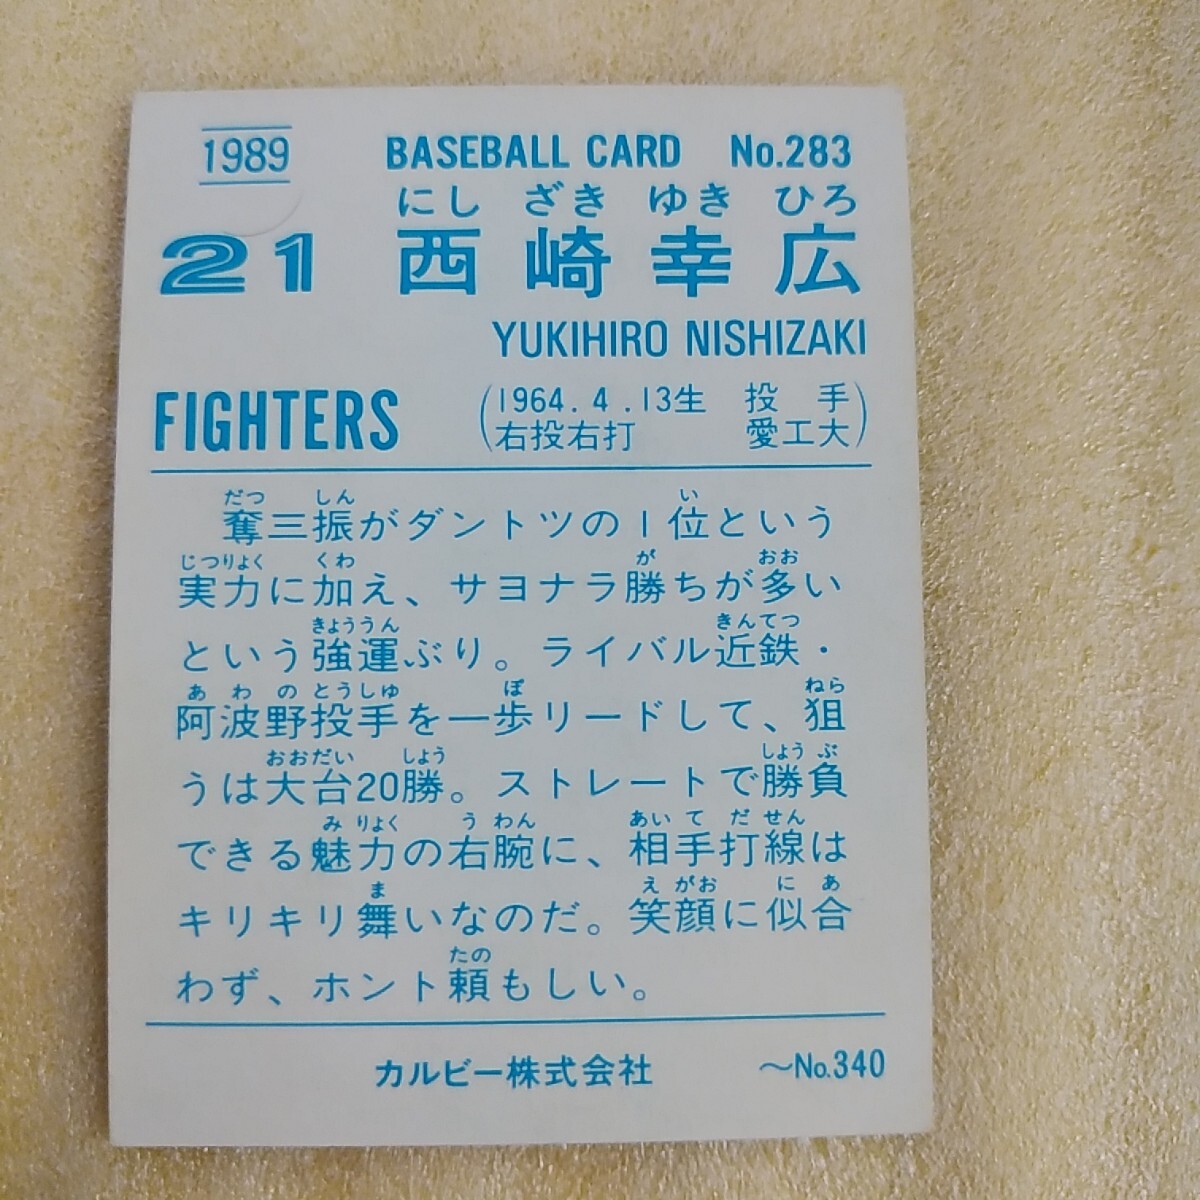 1989 BASEBALL CARD No.283
にし ざき ゆき ひろ
21 西崎幸広
YUKIHIRO NISHIZAKI
FIGHTERS (1964.4.13生 投手
右投右打 愛工大)
だつ しん い
奪三振がダントツの1位という
じつりょく くわ が おお
実力に加え、サヨナラ勝ちが多い
きょううん きんてつ
という強運ぶり。ライバル近鉄・
あわのとうしゅ ぽ ねら
阿波野投手を一歩リードして、狙
おおだい しょう しょうぶ
うは大台20勝。ストレートで勝負
みりょく うわん あいてだせん
できる魅力の右腕に、相手打線は
ま えがお にあ
キリキリ舞いなのだ。笑顔に似合
たの
わず、ホント頼もしい。
カルビー株式会社 〜No.340